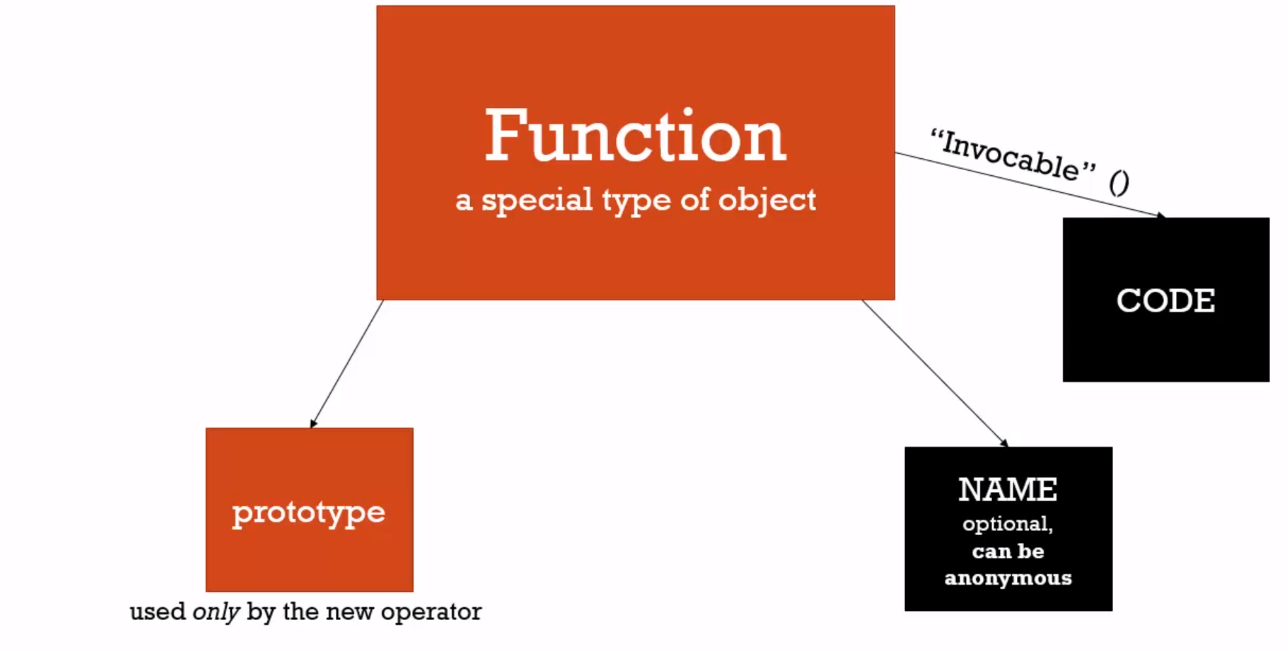 Function
a special type of object
“Invocable” ()
CODE
prototype
used only by the new operator
NAME
optional,
can be
anonymous